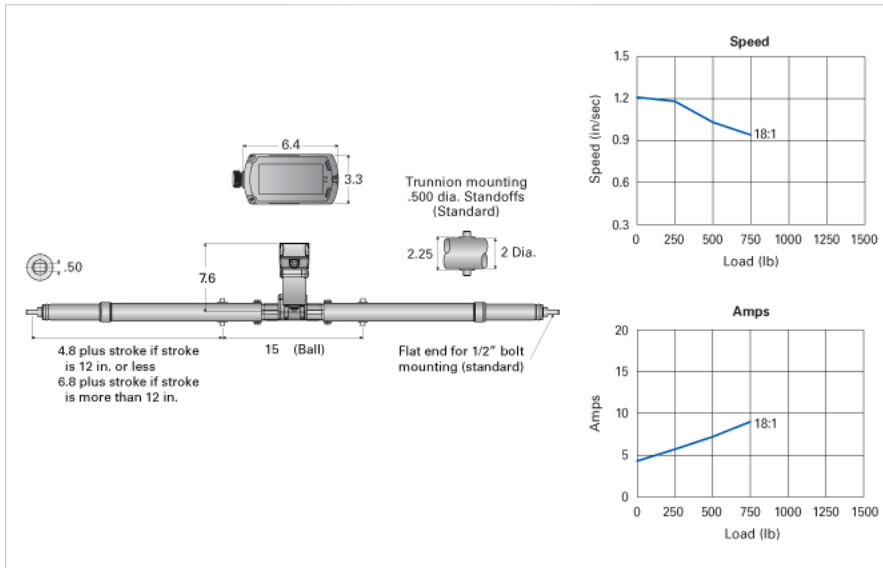 6.4
3.3
Trunnion mounting
.500 dia. Standoffs
(Standard)
2.25
2 Dia.
.50
7.6
4.8 plus stroke if stroke
is 12 in. or less
6.8 plus stroke if stroke
is more than 12 in.
15 (Ball)
Flat end for 1/2" bolt
mounting (standard)
Speed
Speed (in/sec)
1.5
1.2
0.9
0.6
0.3
18:1
0 250 500 750 1000 1250 1500
Load (lb)
Amps
Amps
20
15
10
5
0
18:1
0 250 500 750 1000 1250 1500
Load (lb)